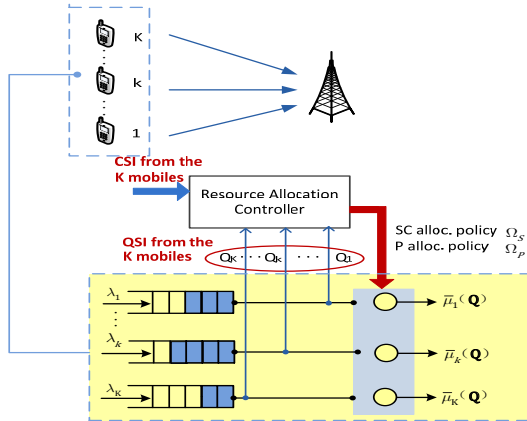 K
k
1
CSI from the
K mobiles
Resource Allocation
Controller
SC alloc. policy Ω_S
P alloc. policy Ω_P
QSI from the
K mobiles
Q_K ··· Q_k ··· Q_1
λ_1
μ̅_1(Q)
λ_k
μ̅_k(Q)
λ_K
μ̅_K(Q)